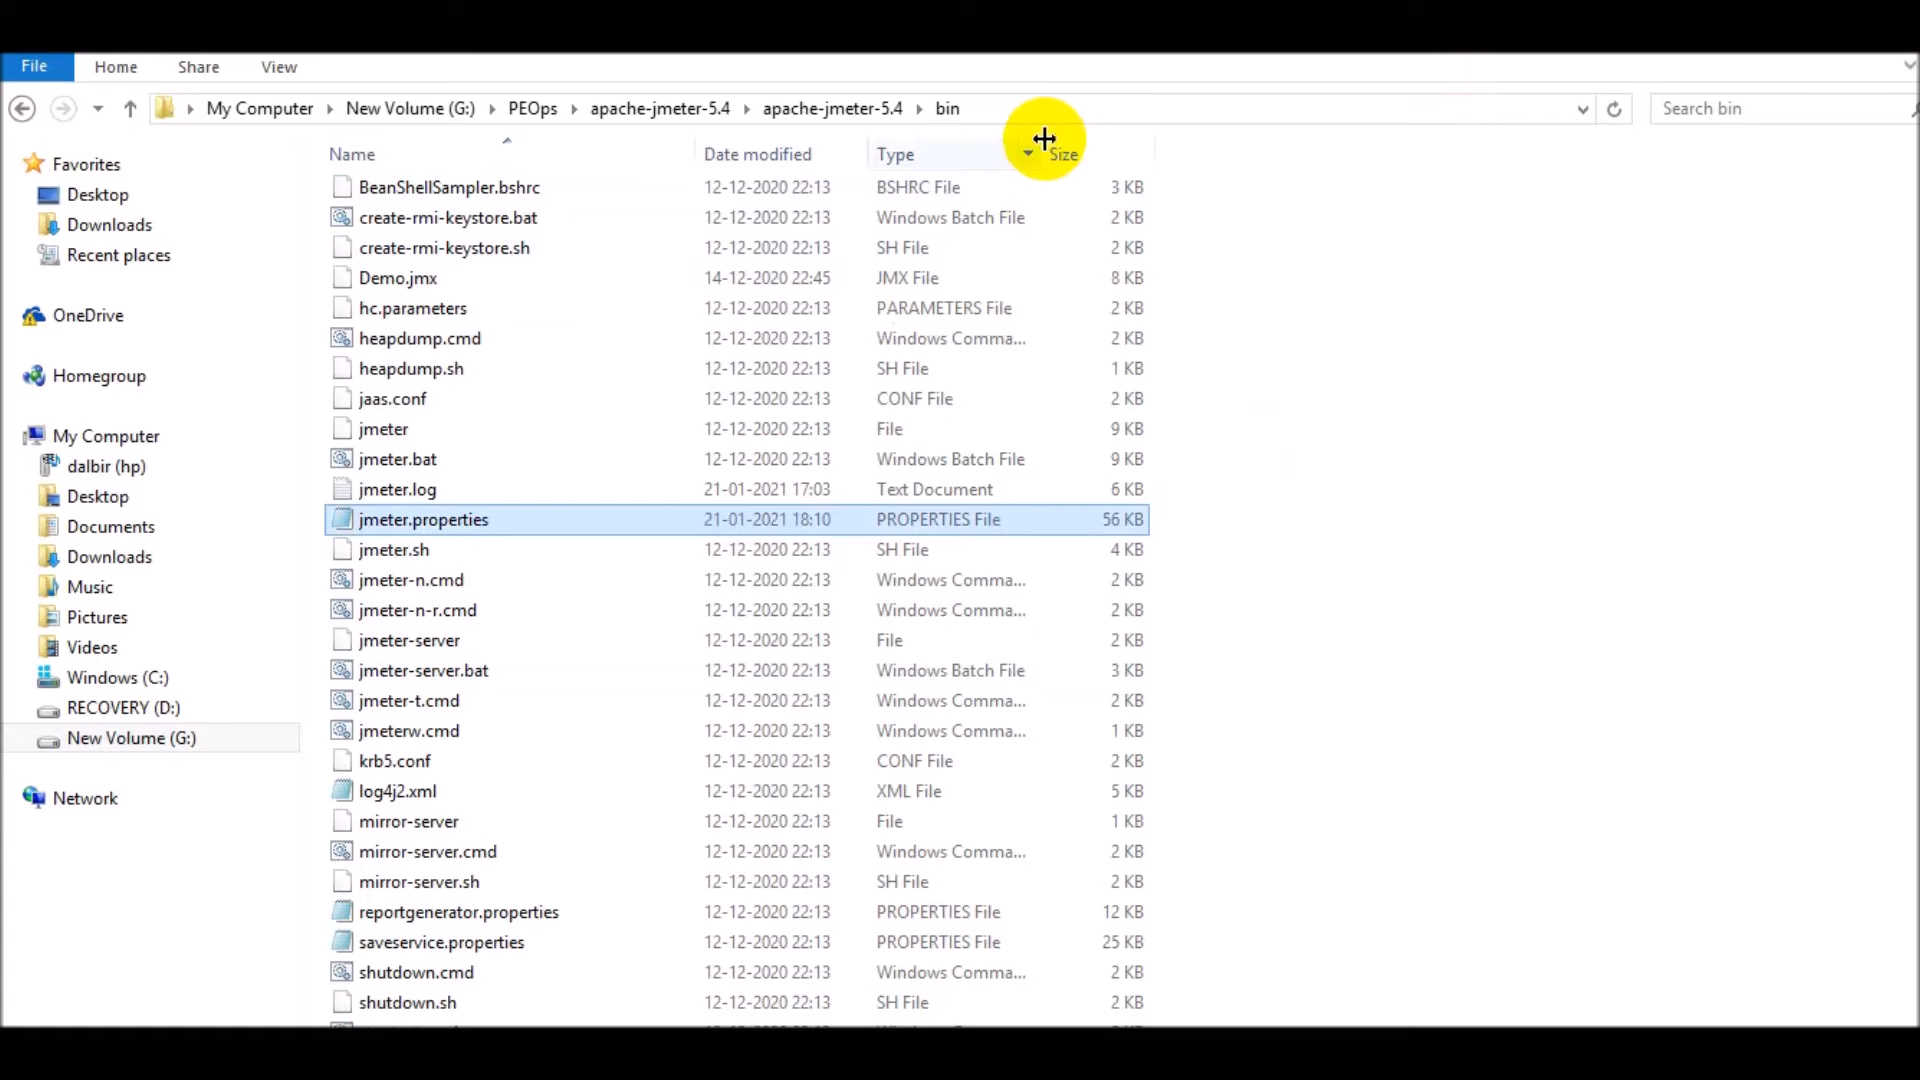 File Home Share View
My Computer New Volume (G:) PEOps apache-jmeter-5.4 apache-jmeter-5.4 bin Search bin
Name Date modified Type Size
Favorites
Desktop
Downloads
Recent places
OneDrive
Homegroup
My Computer
dalbir (hp)
Desktop
Documents
Downloads
Music
Pictures
Videos
Windows (C:)
RECOVERY (D:)
New Volume (G:)
Network
BeanShellSampler.bshrc 12-12-2020 22:13 BSHRC File 3 KB
create-rmi-keystore.bat 12-12-2020 22:13 Windows Batch File 2 KB
create-rmi-keystore.sh 12-12-2020 22:13 SH File 2 KB
Demo.jmx 14-12-2020 22:45 JMX File 8 KB
hc.parameters 12-12-2020 22:13 PARAMETERS File 2 KB
heapdump.cmd 12-12-2020 22:13 Windows Comma... 2 KB
heapdump.sh 12-12-2020 22:13 SH File 1 KB
jaas.conf 12-12-2020 22:13 CONF File 2 KB
jmeter 12-12-2020 22:13 File 9 KB
jmeter.bat 12-12-2020 22:13 Windows Batch File 9 KB
jmeter.log 21-01-2021 17:03 Text Document 6 KB
jmeter.properties 21-01-2021 18:10 PROPERTIES File 56 KB
jmeter.sh 12-12-2020 22:13 SH File 4 KB
jmeter-n.cmd 12-12-2020 22:13 Windows Comma... 2 KB
jmeter-n-r.cmd 12-12-2020 22:13 Windows Comma... 2 KB
jmeter-server 12-12-2020 22:13 File 2 KB
jmeter-server.bat 12-12-2020 22:13 Windows Batch File 3 KB
jmeter-t.cmd 12-12-2020 22:13 Windows Comma... 2 KB
jmeterw.cmd 12-12-2020 22:13 Windows Comma... 1 KB
krb5.conf 12-12-2020 22:13 CONF File 2 KB
log4j2.xml 12-12-2020 22:13 XML File 5 KB
mirror-server 12-12-2020 22:13 File 1 KB
mirror-server.cmd 12-12-2020 22:13 Windows Comma... 2 KB
mirror-server.sh 12-12-2020 22:13 SH File 2 KB
reportgenerator.properties 12-12-2020 22:13 PROPERTIES File 12 KB
saveservice.properties 12-12-2020 22:13 PROPERTIES File 25 KB
shutdown.cmd 12-12-2020 22:13 Windows Comma... 2 KB
shutdown.sh 12-12-2020 22:13 SH File 2 KB